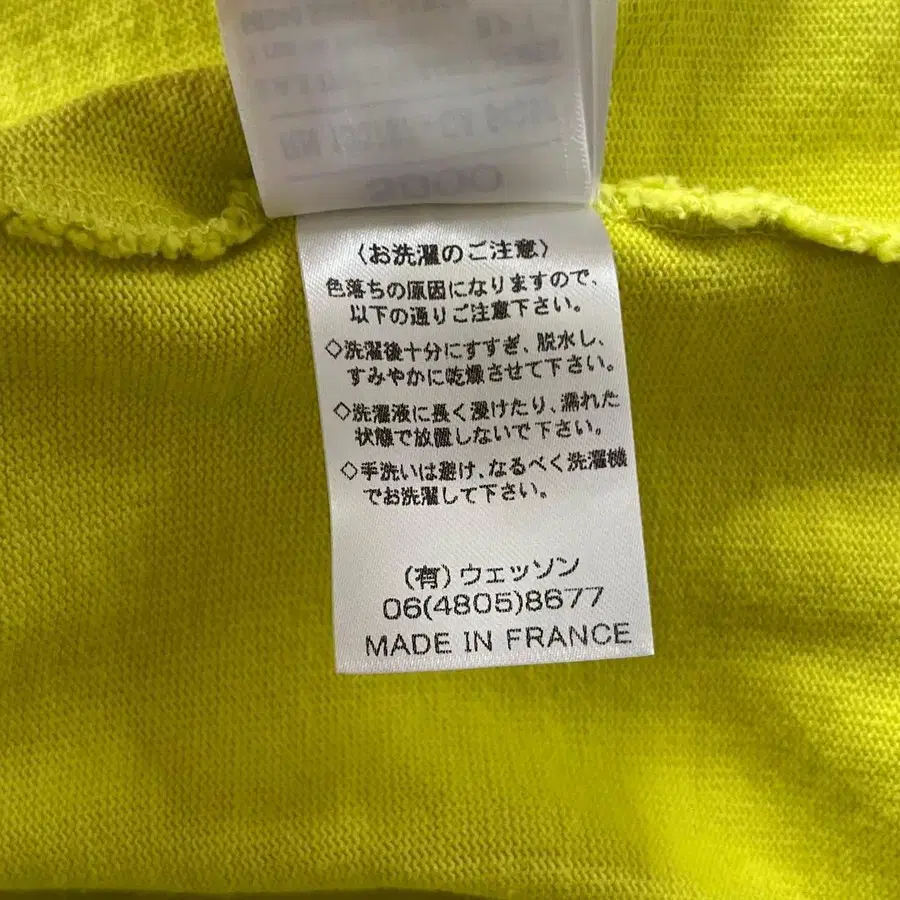 〈お洗濯のご注意〉
色落ちの原因になりますので、
以下の通りご注意下さい。
◇洗濯後十分にすすぎ、脱水し、
すみやかに乾燥させて下さい。
◇洗濯液に長く浸けたり、濡れた
状態で放置しないで下さい。
◇手洗いは避け、なるべく洗濯機
でお洗濯して下さい。
(有)ウェッソン
06(4805)8677
MADE IN FRANCE